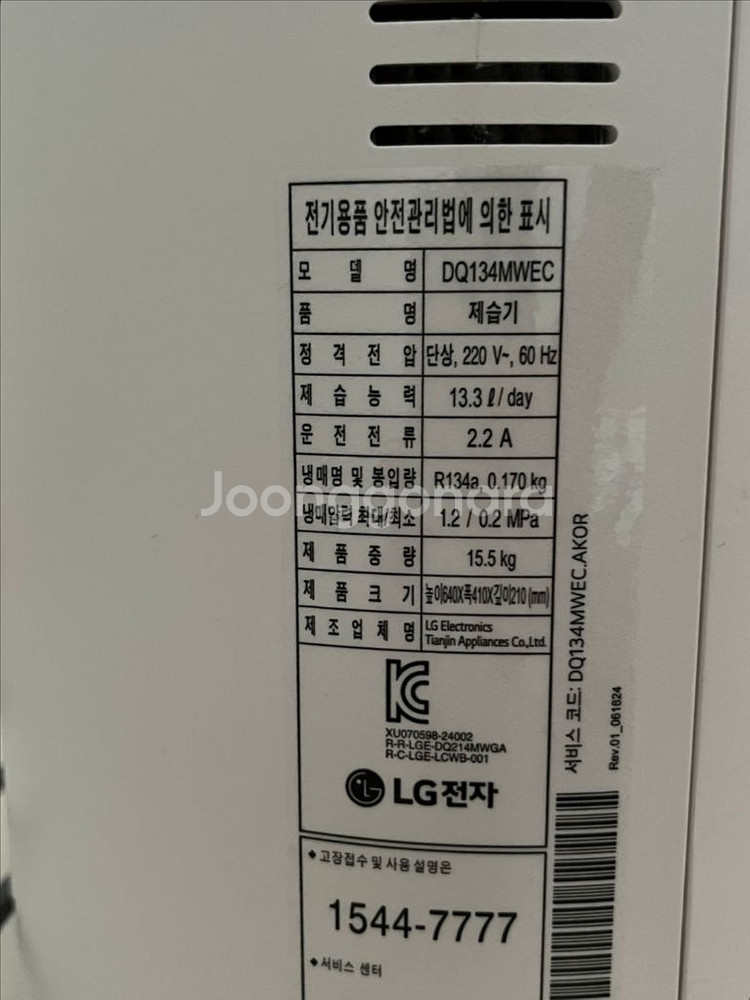 전기용품 안전관리법에 의한 표시
모 델 명 DQ134MWEC
품 명 제습기
정 격 전 압 단상, 220 V~, 60 Hz
제 습 능 력 13.3 ℓ / day
운 전 전 류 2.2 A
냉매명 및 봉입량 R134a, 0.170 kg
냉매압력 최대/최소 1.2 / 0.2 MPa
제 품 중 량 15.5 kg
제 품 크 기 높이640X폭410X깊이210 (mm)
제 조 업 체 명 LG Electronics
Tianjin Appliances Co.,Ltd.
XU070598-24002
R-R-LGE-DQ214MWGA
R-C-LGE-LCWB-001
LG전자
◆고장접수 및 사용 설명은
1544-7777
◆서비스 센터
서비스 코드: DQ134MWEC.AKOR
Rev.01_061824
Joonggonara